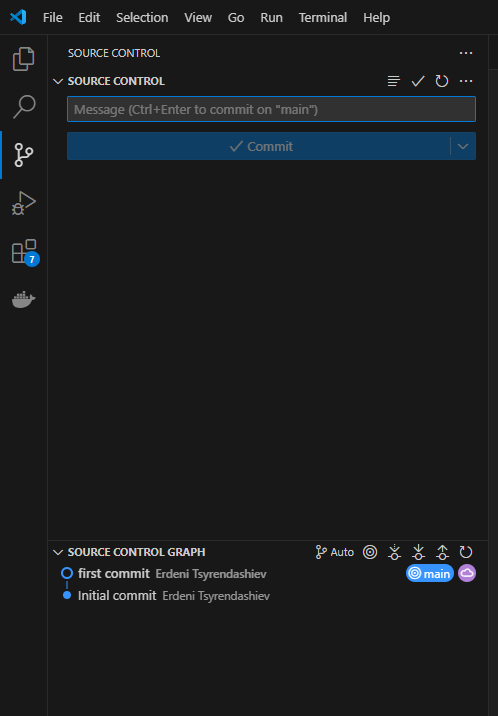 File Edit Selection View Go Run Terminal Help
SOURCE CONTROL
SOURCE CONTROL
Message (Ctrl+Enter to commit on "main")
Commit
7
SOURCE CONTROL GRAPH Auto
first commit Erdeni Tsyrendashiev main
Initial commit Erdeni Tsyrendashiev